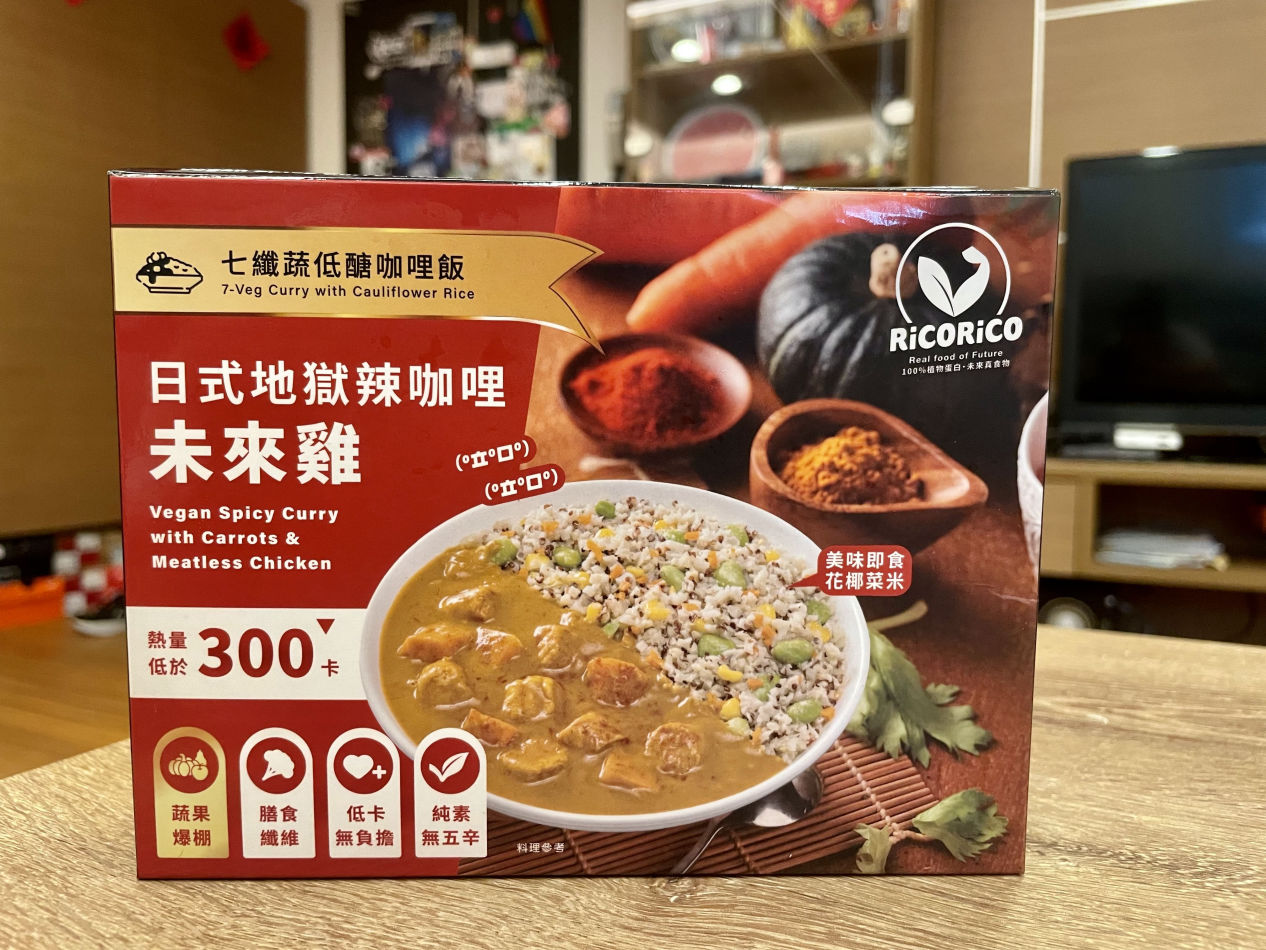 七纖蔬低醣咖哩飯
7-Veg Curry with Cauliflower Rice
RiCORiCO
Real food of Future
100%植物蛋白・未來真食物
日式地獄辣咖哩
未來雞
(ºㅛºㅁº)
(ºㅛºㅁº)
Vegan Spicy Curry
with Carrots &
Meatless Chicken
美味即食
花椰菜米
熱量
低於
300
卡
蔬果
爆棚
膳食
纖維
低卡
無負擔
純素
無五辛
料理參考